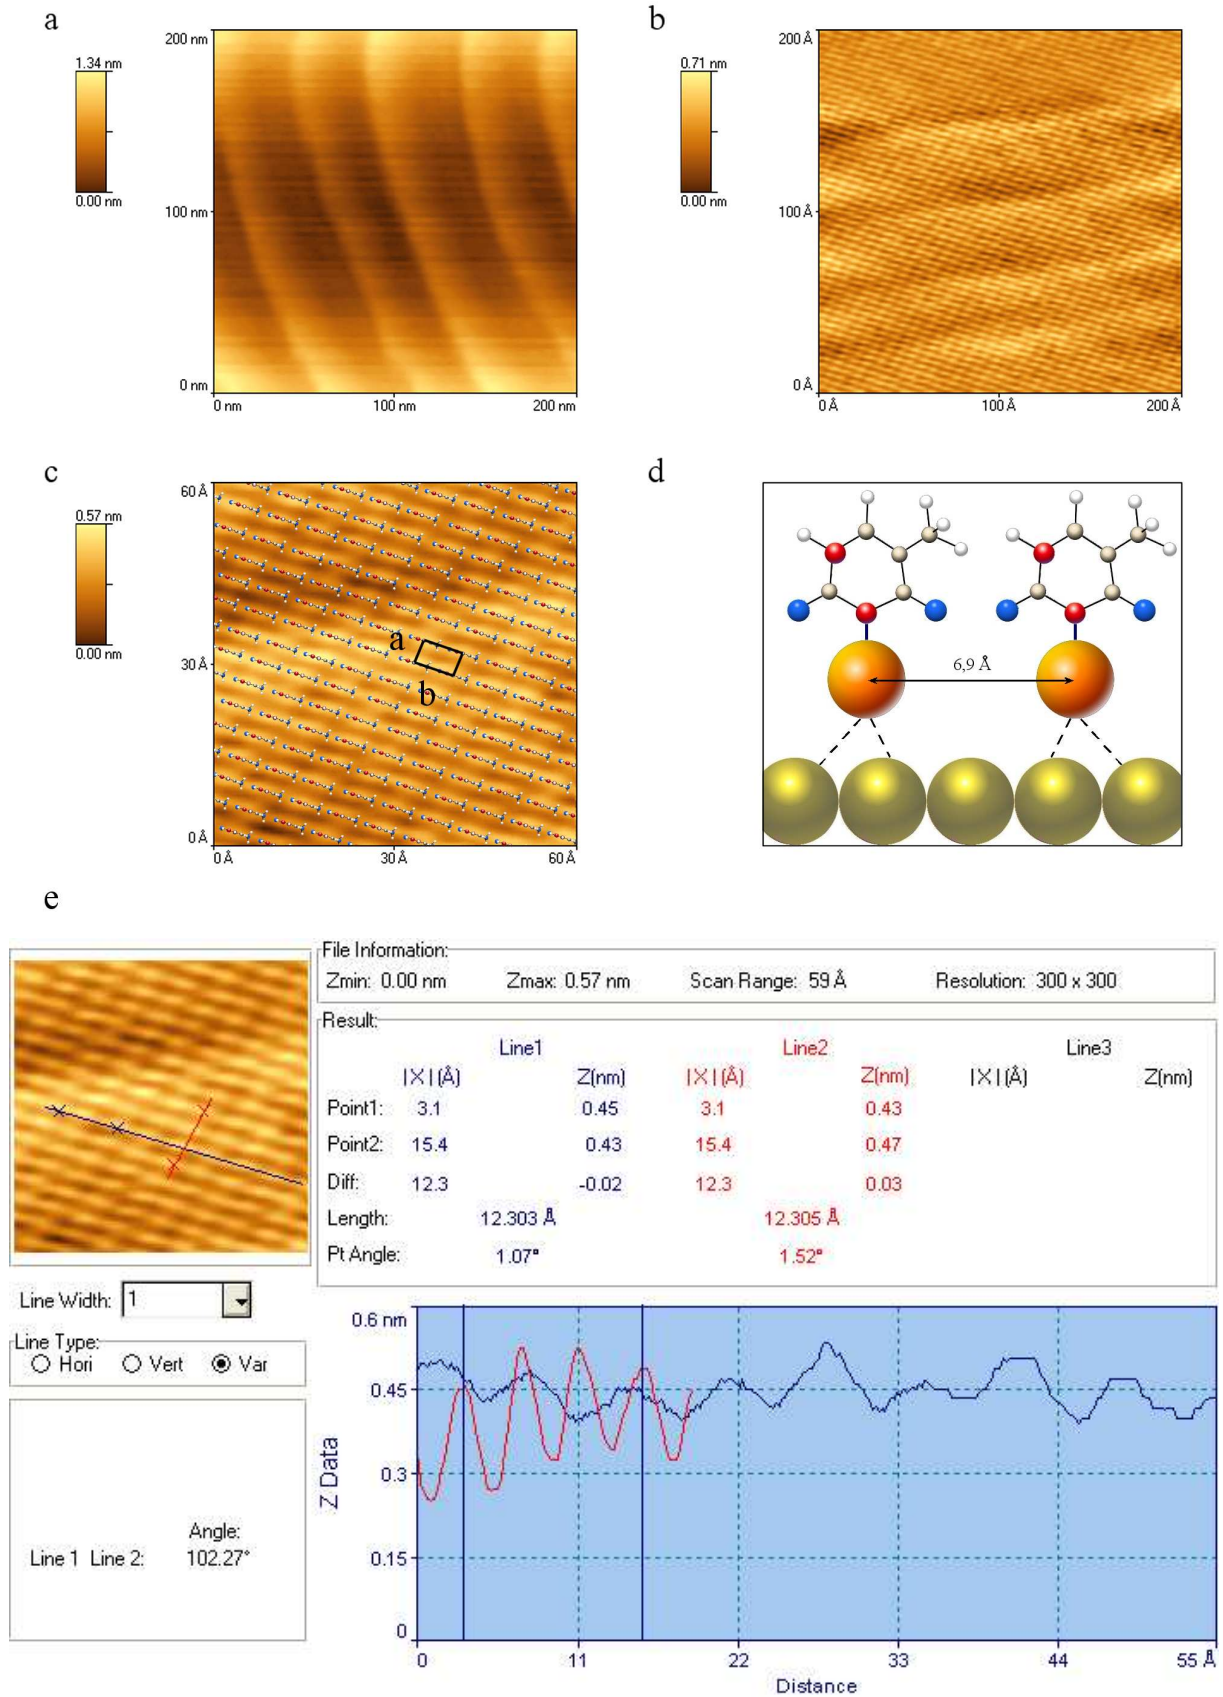 a
200 nm
1.34 nm
0.00 nm
100 nm
0 nm
0 nm 100 nm 200 nm
b
200 Å
0.71 nm
0.00 nm
100 Å
0 Å
0 Å 100 Å 200 Å
c
60 Å
0.57 nm
0.00 nm
a
30 Å
b
0 Å
0 Å 30 Å 60 Å
d
6,9 Å
e
File Information:
Zmin: 0.00 nm Zmax: 0.57 nm Scan Range: 59 Å Resolution: 300 x 300
Result:
Line1 Line2 Line3
|X| (Å) Z(nm) |X| (Å) Z(nm) |X| (Å) Z(nm)
Point1: 3.1 0.45 3.1 0.43
Point2: 15.4 0.43 15.4 0.47
Diff: 12.3 -0.02 12.3 0.03
Length: 12.303 Å 12.305 Å
Pt Angle: 1.07° 1.52°
Line Width: 1
Line Type:
Hori Vert Var
Angle:
Line 1 Line 2: 102.27°
0.6 nm
0.45
0.3
0.15
0
Z Data
0 11 22 33 44 55 Å
Distance